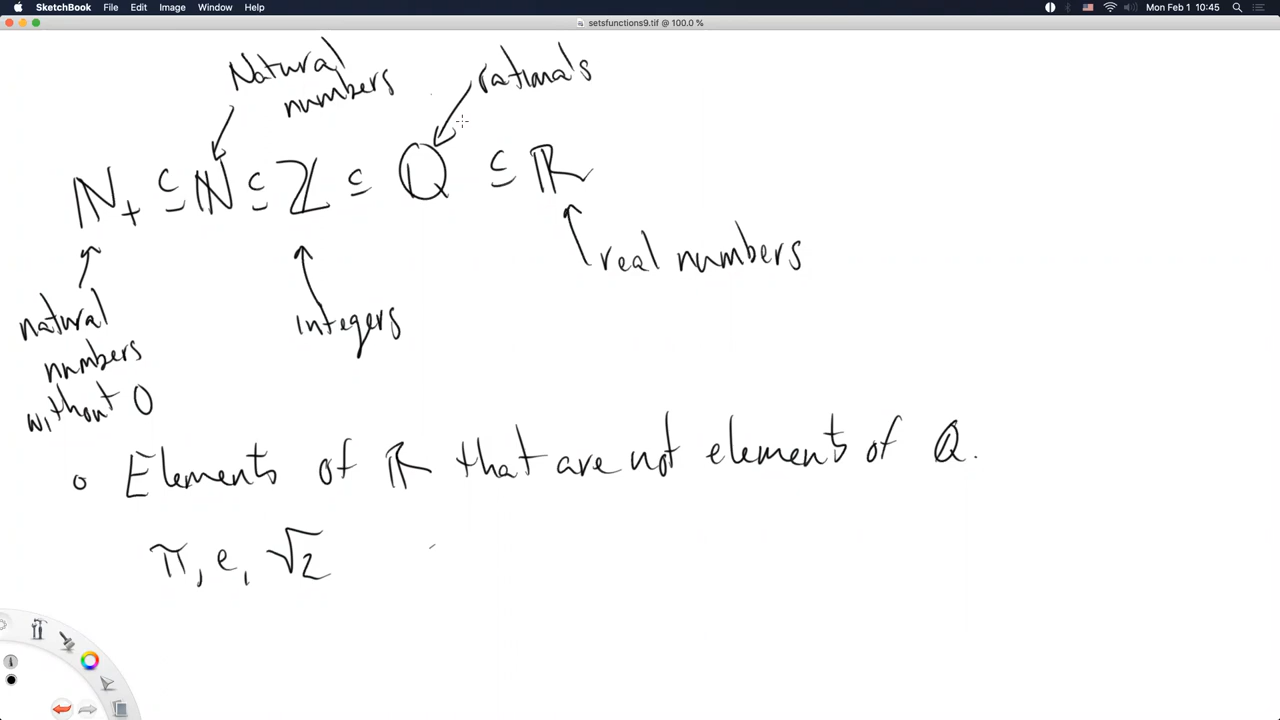 SketchBook File Edit Image Window Help Mon Feb 1 10:45
setsfunctions9.tif @ 100.0 %
Natural
numbers
rationals
ℕ₊ ⊆ ℕ ⊆ ℤ ⊆ ℚ ⊆ ℝ
real numbers
natural
numbers
without 0
Integers
o Elements of ℝ that are not elements of ℚ.
π, e, √2